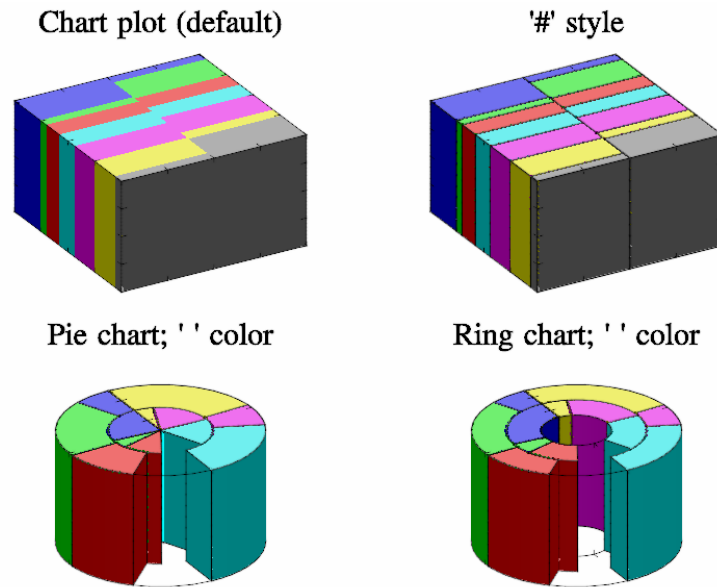 Chart plot (default)
'#' style
Pie chart; ' ' color
Ring chart; ' ' color